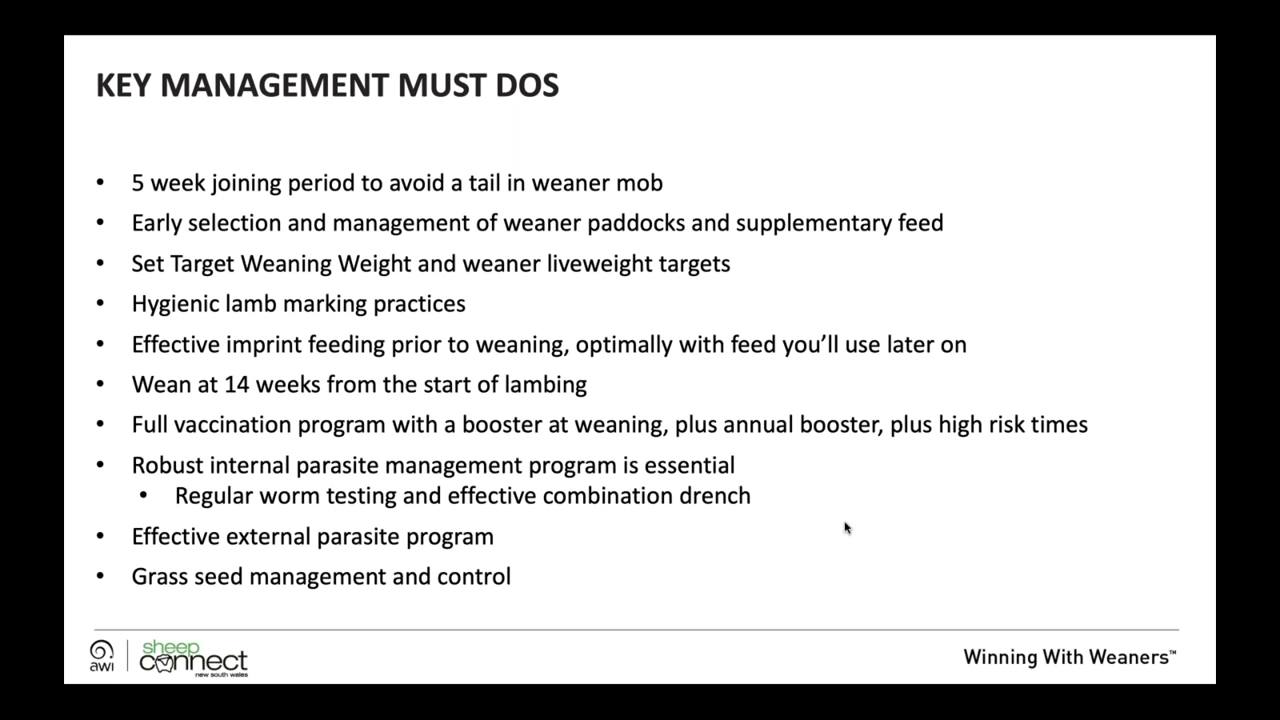 KEY MANAGEMENT MUST DOS
• 5 week joining period to avoid a tail in weaner mob
• Early selection and management of weaner paddocks and supplementary feed
• Set Target Weaning Weight and weaner liveweight targets
• Hygienic lamb marking practices
• Effective imprint feeding prior to weaning, optimally with feed you’ll use later on
• Wean at 14 weeks from the start of lambing
• Full vaccination program with a booster at weaning, plus annual booster, plus high risk times
• Robust internal parasite management program is essential
• Regular worm testing and effective combination drench
• Effective external parasite program
• Grass seed management and control
awi
sheep
connect
new south wales
Winning With Weaners™